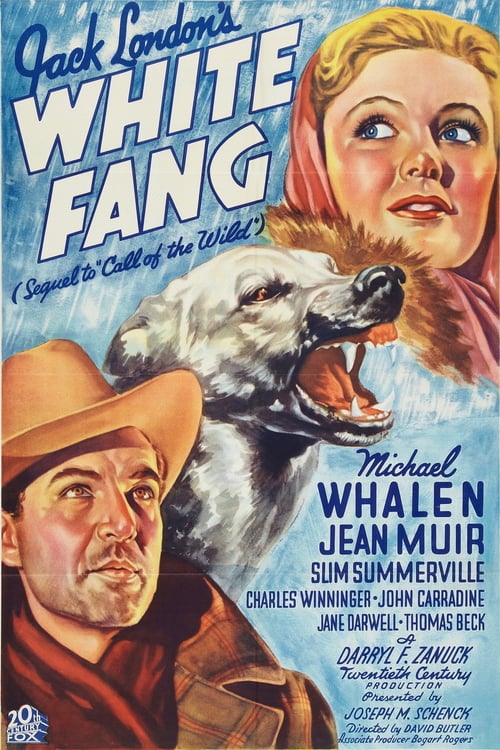 Jack London's
WHITE
FANG
(Sequel to "Call of the Wild")
Michael
WHALEN
JEAN MUIR
SLIM SUMMERVILLE
CHARLES WINNINGER · JOHN CARRADINE
JANE DARWELL · THOMAS BECK
A
DARRYL F. ZANUCK
Twentieth Century
PRODUCTION
Presented by
JOSEPH M. SCHENCK
Directed by DAVID BUTLER
Associate Producer Bogart Rogers
20TH
CENTURY
FOX